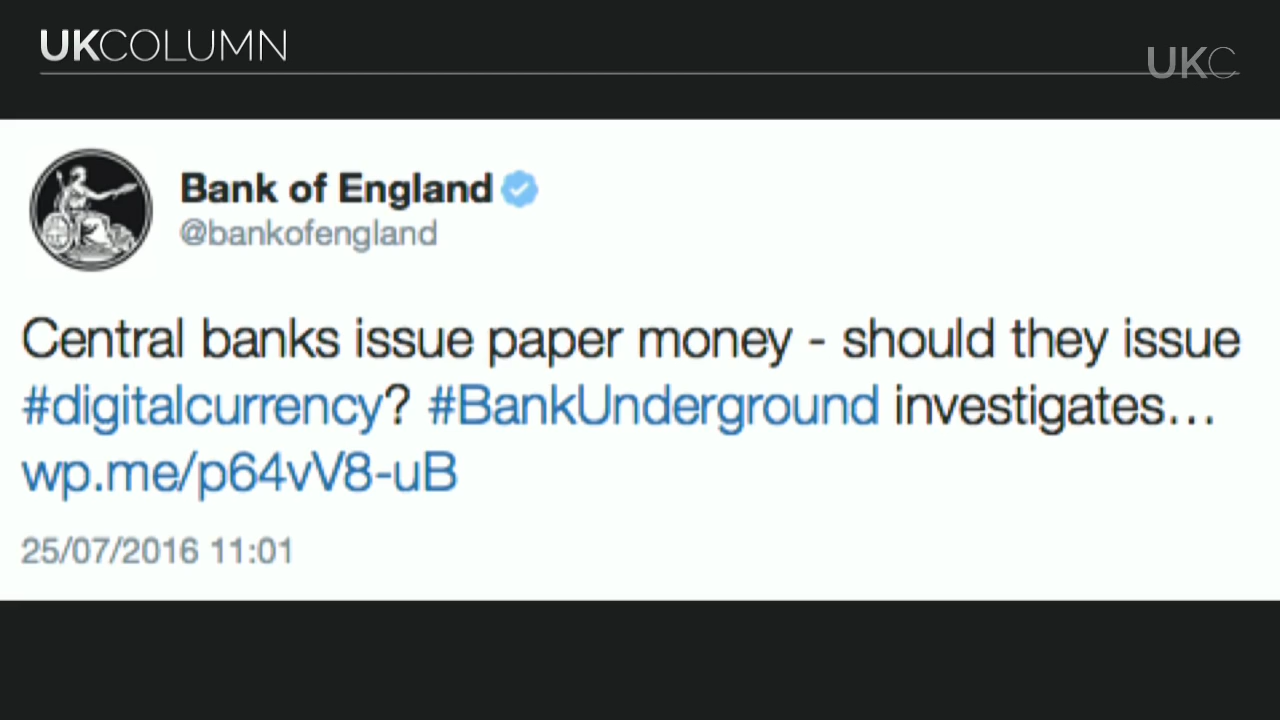 UKCOLUMN
UKC
Bank of England
@bankofengland
Central banks issue paper money - should they issue
#digitalcurrency? #BankUnderground investigates...
wp.me/p64vV8-uB
25/07/2016 11:01